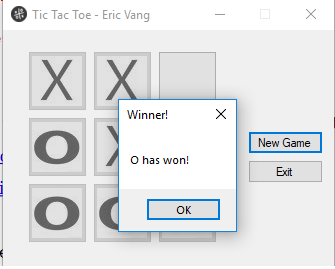 Tic Tac Toe - Eric Vang
X X
Winner!
O X
New Game
O has won!
Exit
O O
OK